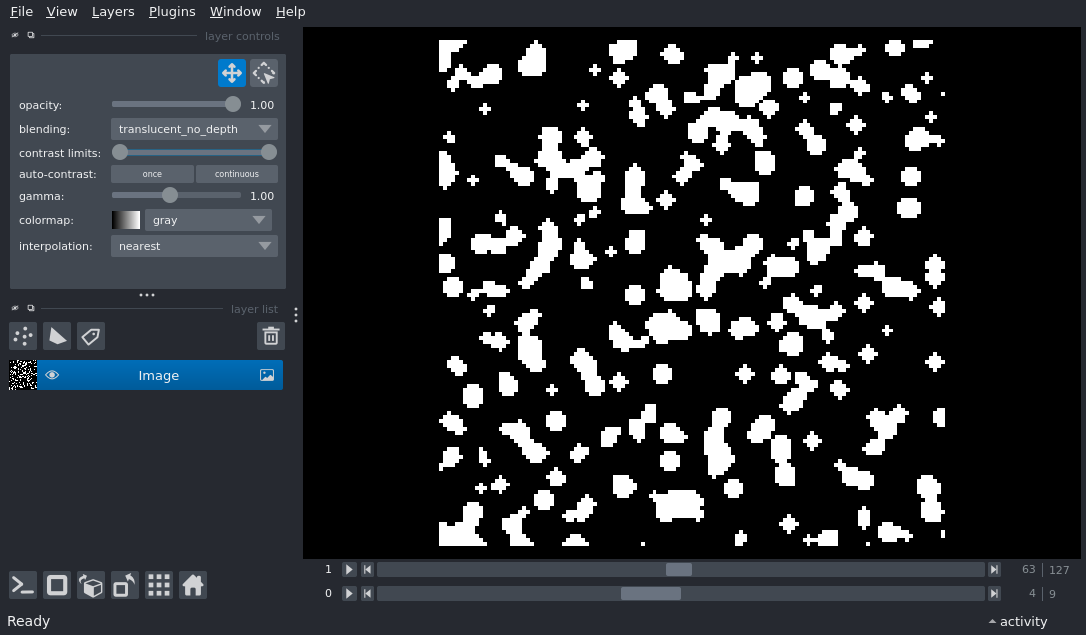 File View Layers Plugins Window Help
layer controls
opacity: 1.00
blending: translucent_no_depth
contrast limits:
auto-contrast: once continuous
gamma: 1.00
colormap: gray
interpolation: nearest
layer list
Image
1 63 127
0 4 9
Ready activity